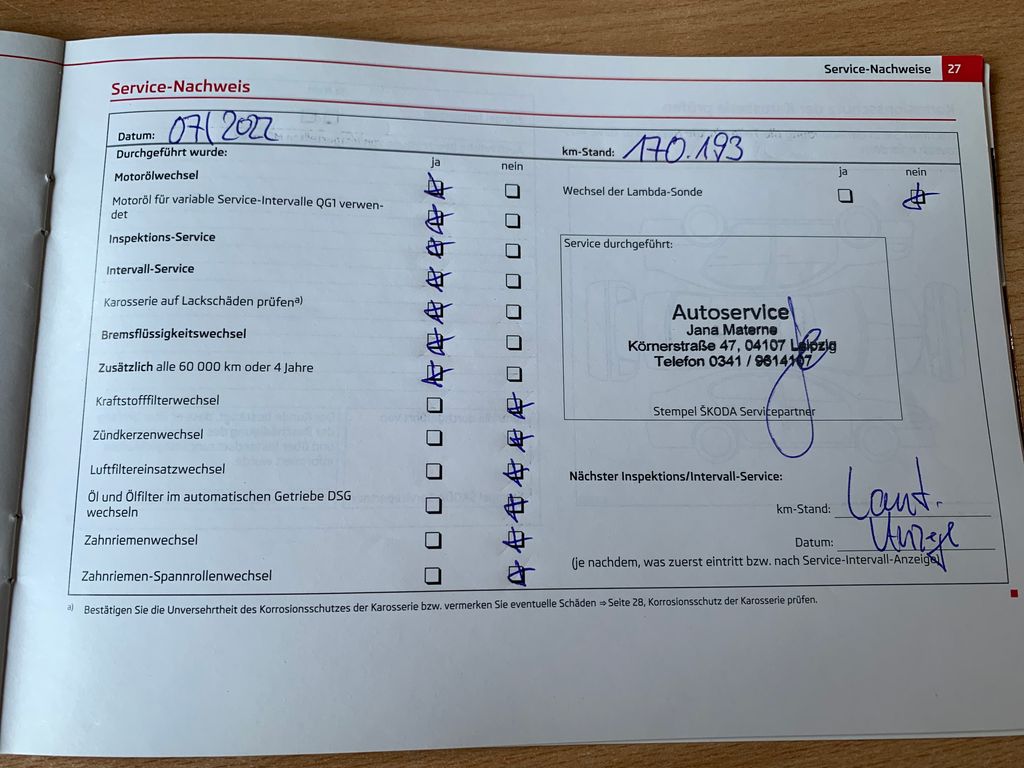 Service-Nachweise 27
Service-Nachweis
Datum: 07/2022
km-Stand: 170.193
Durchgeführt wurde:
ja nein
Motorölwechsel
Motoröl für variable Service-Intervalle QG1 verwen-
det
Inspektions-Service
Intervall-Service
Karosserie auf Lackschäden prüfena)
Bremsflüssigkeitswechsel
Zusätzlich alle 60 000 km oder 4 Jahre
Kraftstofffilterwechsel
Zündkerzenwechsel
Luftfiltereinsatzwechsel
Öl und Ölfilter im automatischen Getriebe DSG
wechseln
Zahnriemenwechsel
Zahnriemen-Spannrollenwechsel
ja nein
Wechsel der Lambda-Sonde
Service durchgeführt:
Autoservice
Jana Materne
Körnerstraße 47, 04107 Leipzig
Telefon 0341 / 9614107
Stempel ŠKODA Servicepartner
Nächster Inspektions/Intervall-Service:
km-Stand: Laut.
Datum:
(je nachdem, was zuerst eintritt bzw. nach Service-Intervall-Anzeige)
a) Bestätigen Sie die Unversehrtheit des Korrosionsschutzes der Karosserie bzw. vermerken Sie eventuelle Schäden ⇒ Seite 28, Korrosionsschutz der Karosserie prüfen.